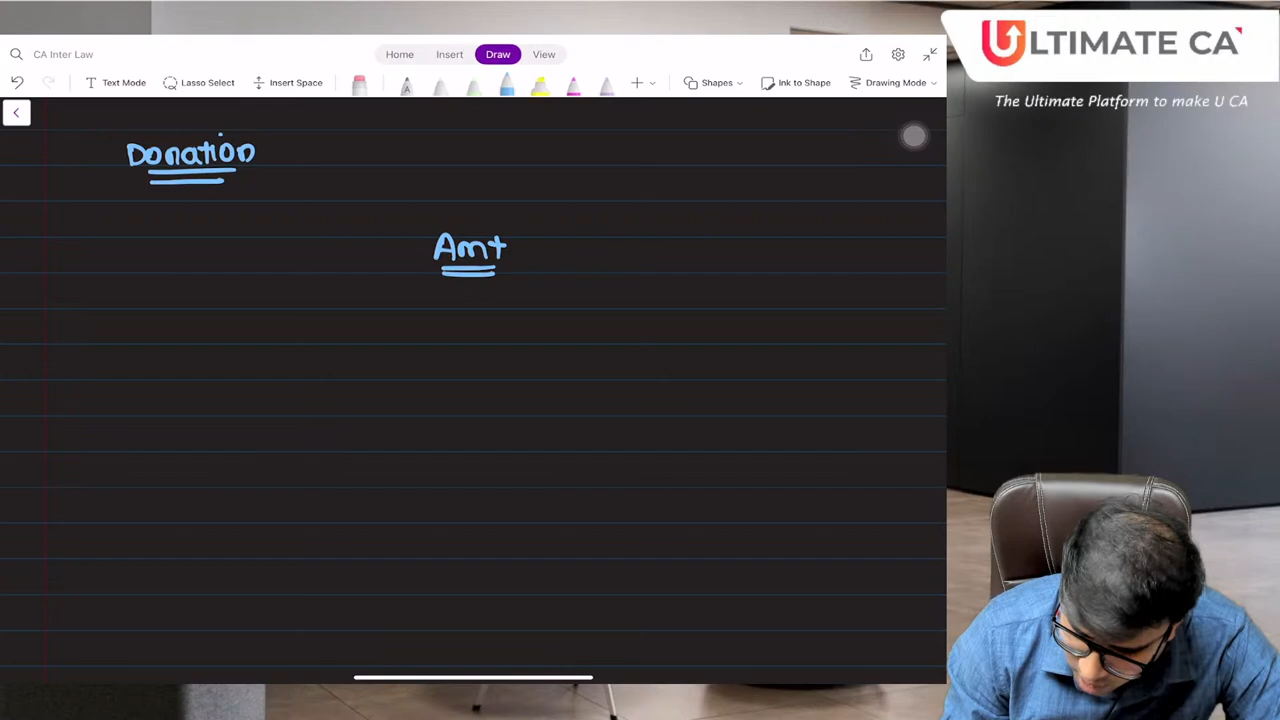 CA Inter Law
Home Insert Draw View
Text Mode Lasso Select Insert Space Shapes Ink to Shape Drawing Mode
ULTIMATE CA
The Ultimate Platform to make U CA
Donation
Amt